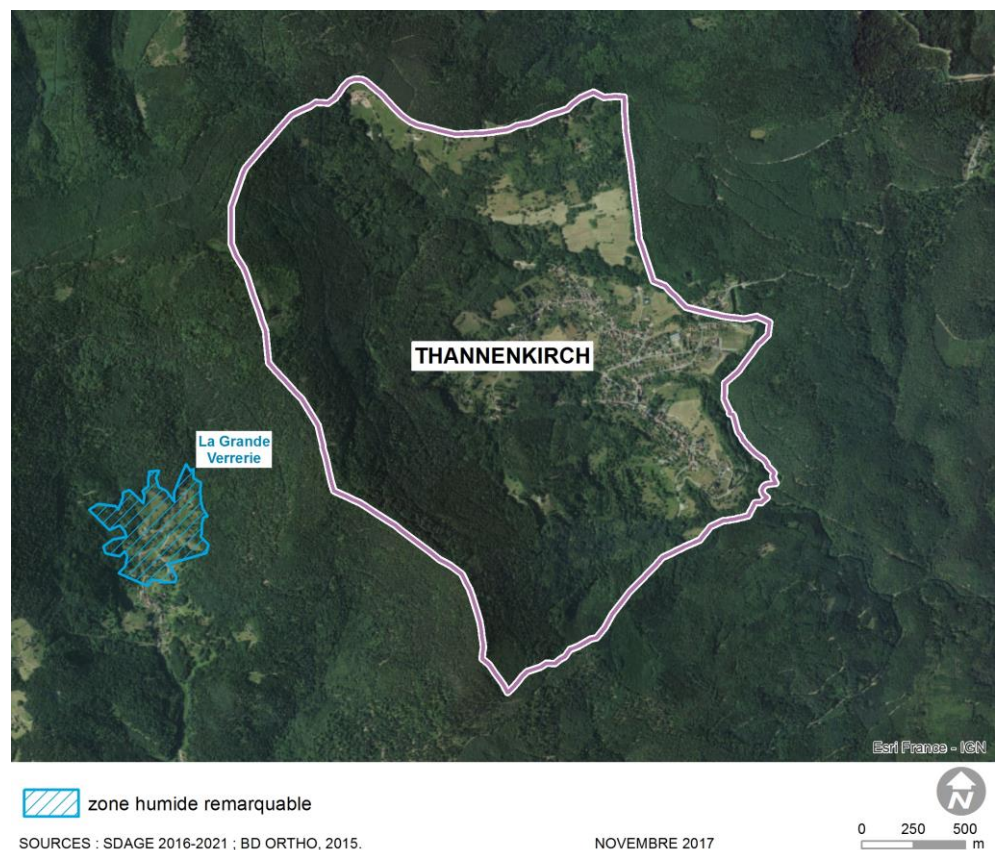 THANNENKIRCH
La Grande
Verrerie
Esri France - IGN
zone humide remarquable
N
SOURCES : SDAGE 2016-2021 ; BD ORTHO, 2015.
NOVEMBRE 2017
0 250 500
m